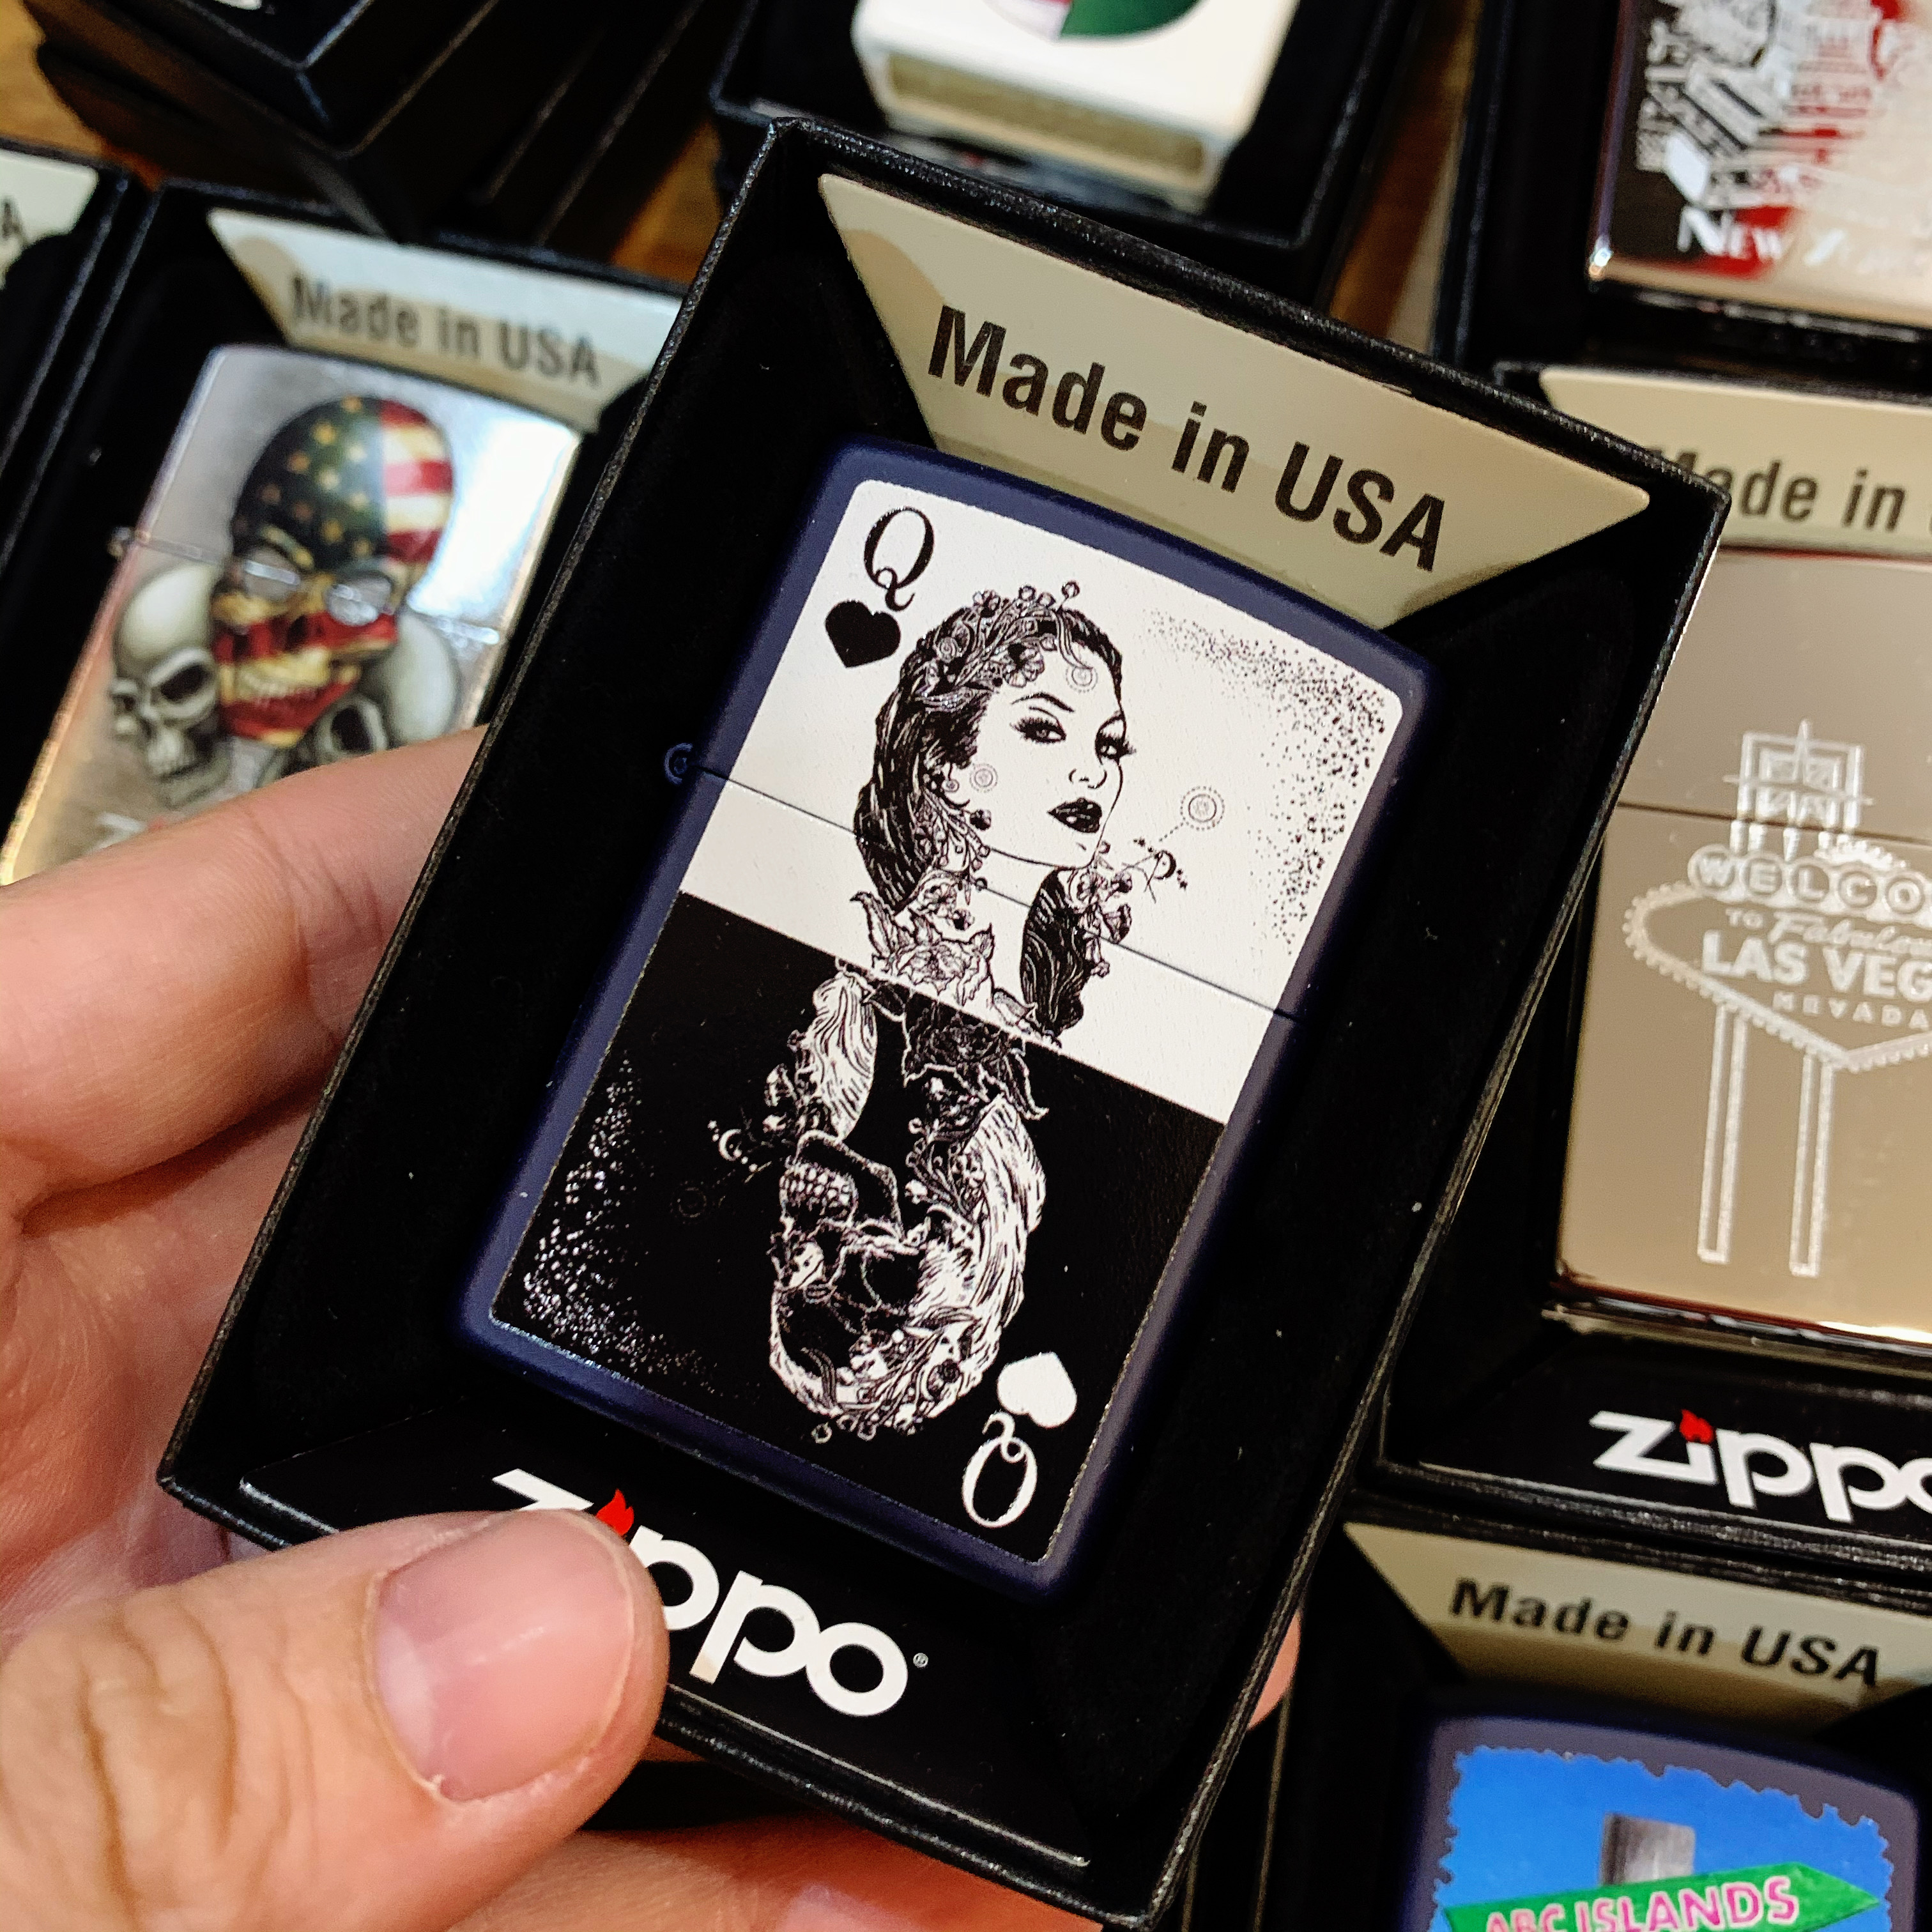 Made in USA
Q
Q
Zippo®
Made in USA
NEW
Made in
WELCO
TO Fabulou
LAS VEG
NEVADA
Zippo
Made in USA
ABC ISLANDS
A